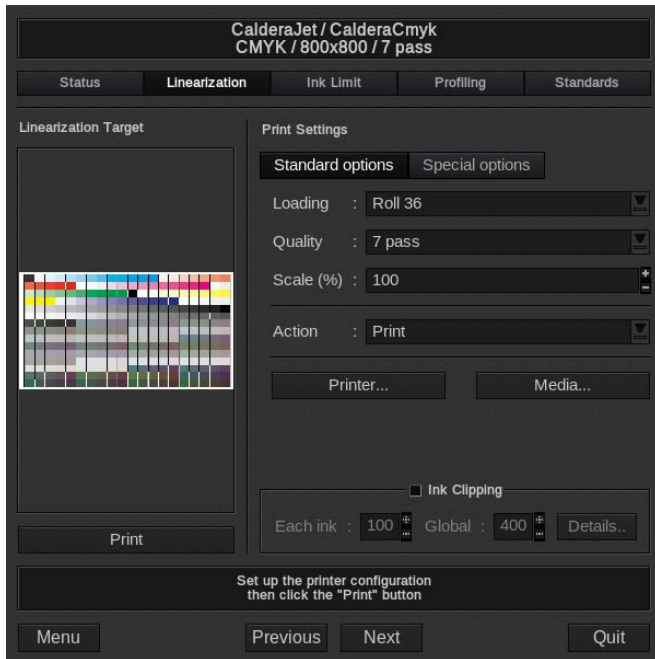 CalderaJet / CalderaCmyk
CMYK / 800x800 / 7 pass
Status Linearization Ink Limit Profiling Standards
Linearization Target
Print Settings
Standard options Special options
Loading : Roll 36
Quality : 7 pass
Scale (%) : 100
Action : Print
Printer... Media...
Ink Clipping
Each ink : 100 Global : 400 Details..
Print
Set up the printer configuration
then click the "Print" button
Menu Previous Next Quit